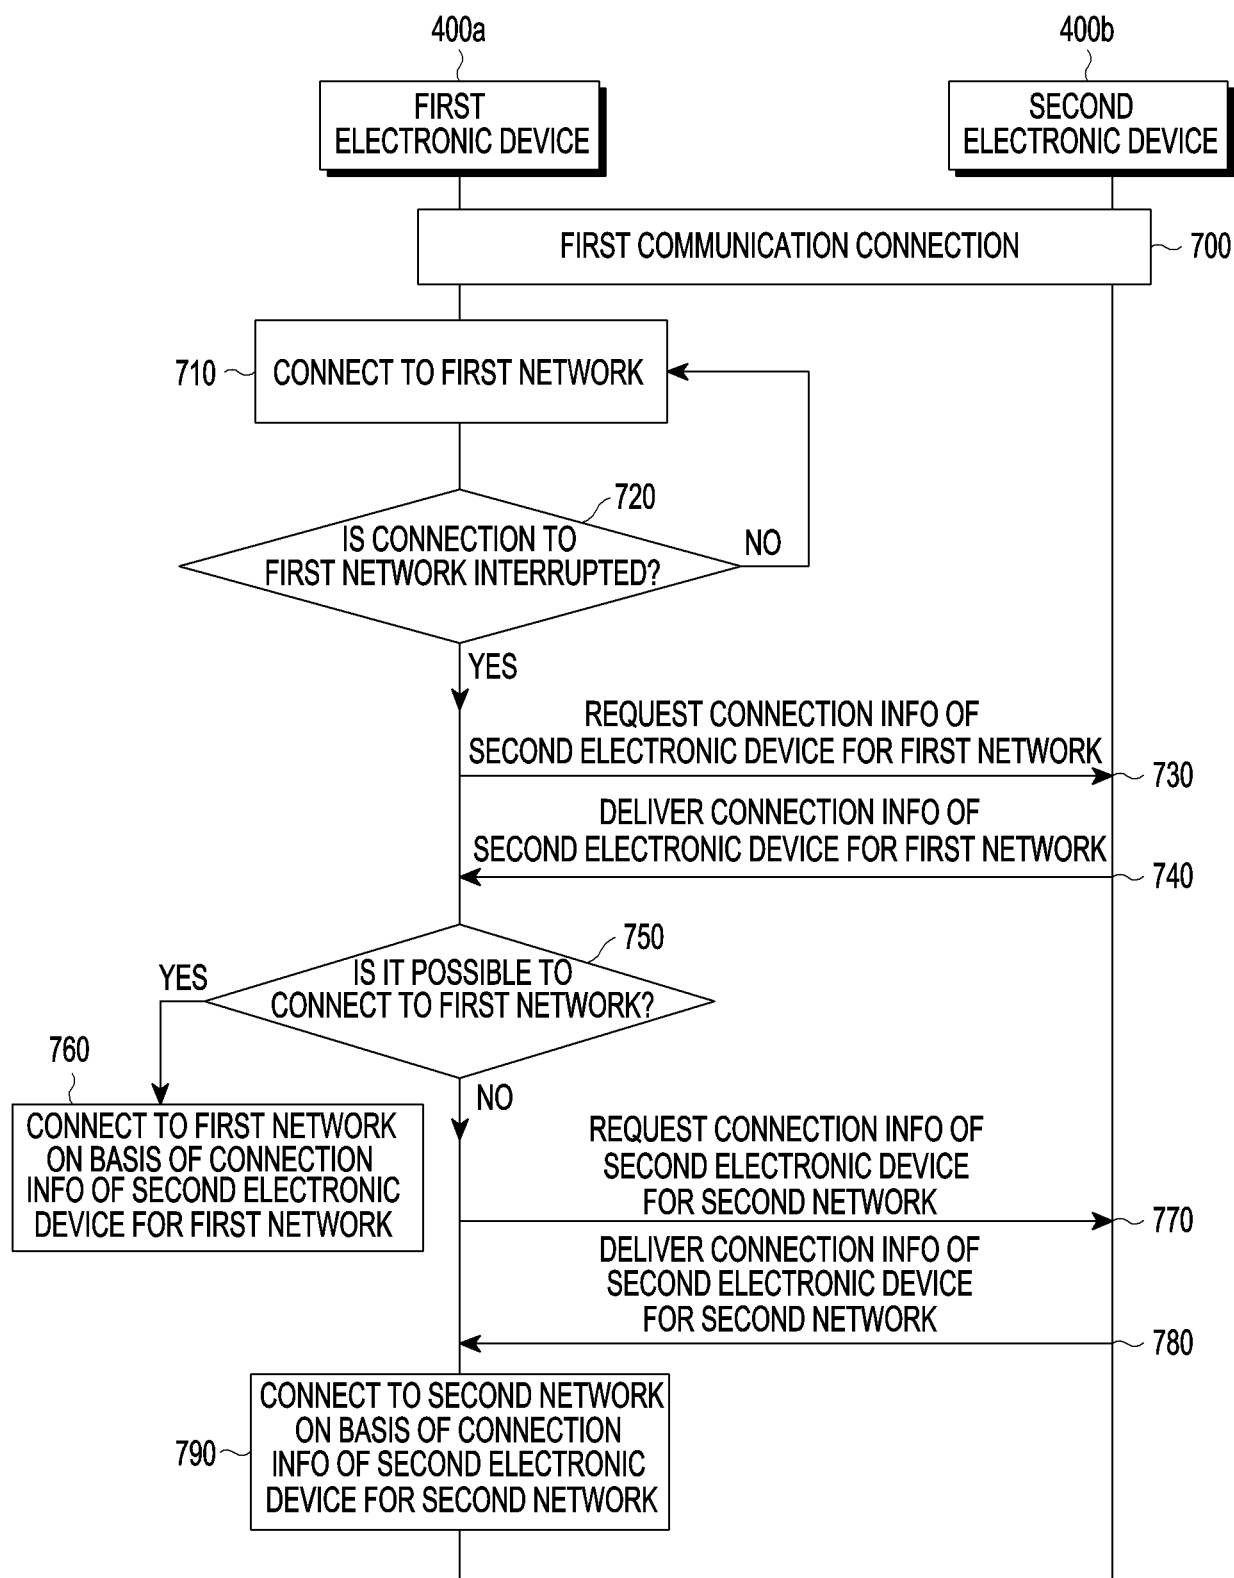 400a
400b
FIRST
ELECTRONIC DEVICE
SECOND
ELECTRONIC DEVICE
FIRST COMMUNICATION CONNECTION
700
710
CONNECT TO FIRST NETWORK
720
IS CONNECTION TO
FIRST NETWORK INTERRUPTED?
NO
YES
REQUEST CONNECTION INFO OF
SECOND ELECTRONIC DEVICE FOR FIRST NETWORK
730
DELIVER CONNECTION INFO OF
SECOND ELECTRONIC DEVICE FOR FIRST NETWORK
740
750
IS IT POSSIBLE TO
CONNECT TO FIRST NETWORK?
YES
760
CONNECT TO FIRST NETWORK
ON BASIS OF CONNECTION
INFO OF SECOND ELECTRONIC
DEVICE FOR FIRST NETWORK
NO
REQUEST CONNECTION INFO OF
SECOND ELECTRONIC DEVICE
FOR SECOND NETWORK
770
DELIVER CONNECTION INFO OF
SECOND ELECTRONIC DEVICE
FOR SECOND NETWORK
780
790
CONNECT TO SECOND NETWORK
ON BASIS OF CONNECTION
INFO OF SECOND ELECTRONIC
DEVICE FOR SECOND NETWORK